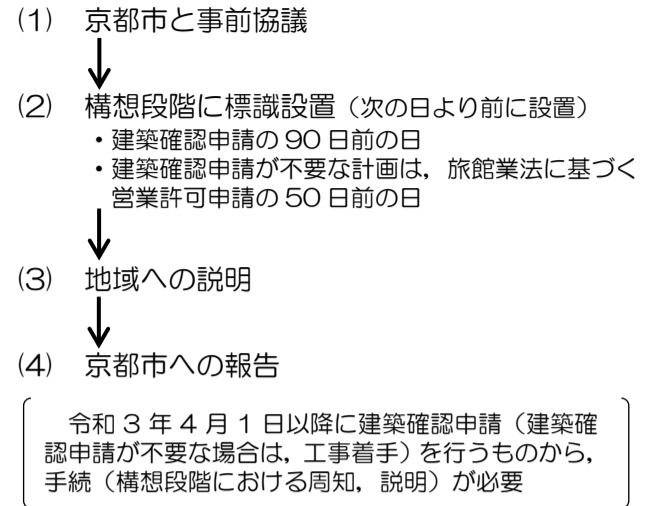 (1) 京都市と事前協議
(2) 構想段階に標識設置（次の日より前に設置）
・建築確認申請の 90 日前の日
・建築確認申請が不要な計画は，旅館業法に基づく
営業許可申請の 50 日前の日
(3) 地域への説明
(4) 京都市への報告
令和 3 年 4 月 1 日以降に建築確認申請（建築確
認申請が不要な場合は，工事着手）を行うものから，
手続（構想段階における周知，説明）が必要